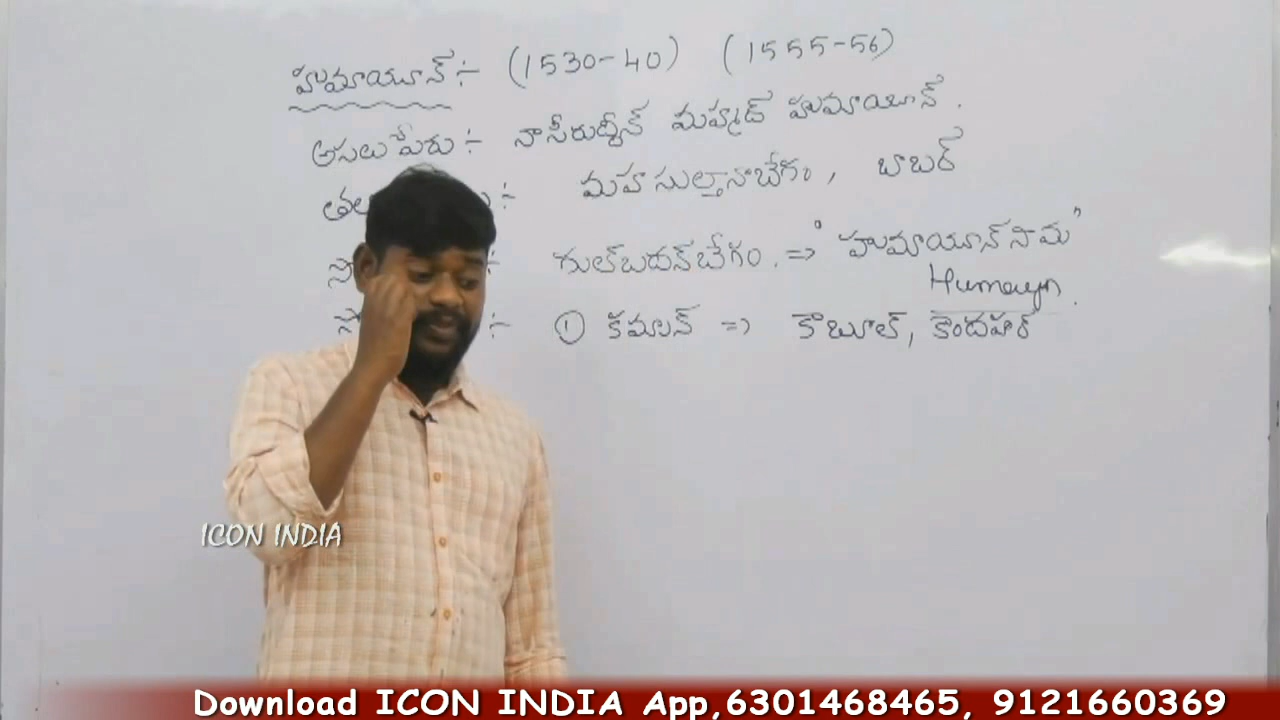 హుమాయూన్ :- (1530-40) (1555-56)
అసలు పేరు :- నాసీరుద్దీన్ మహ్మద్ హుమాయూన్.
మహ సుల్తానాబేగం, బాబర్
గుల్‌బదన్‌బేగం. => "హుమాయూన్ నామ"
Humayun.
① కమ్రాన్ => కాబూల్, కాందహార్
ICON INDIA
Download ICON INDIA App,6301468465, 9121660369